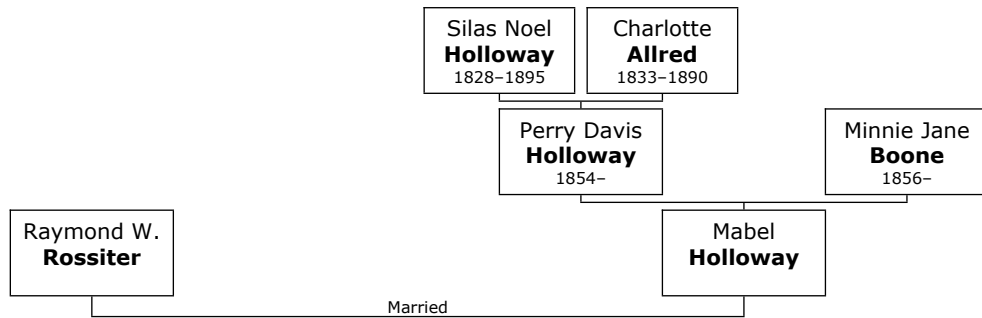 Silas Noel
Holloway
1828–1895
Charlotte
Allred
1833–1890
Perry Davis
Holloway
1854–
Minnie Jane
Boone
1856–
Raymond W.
Rossiter
Mabel
Holloway
Married